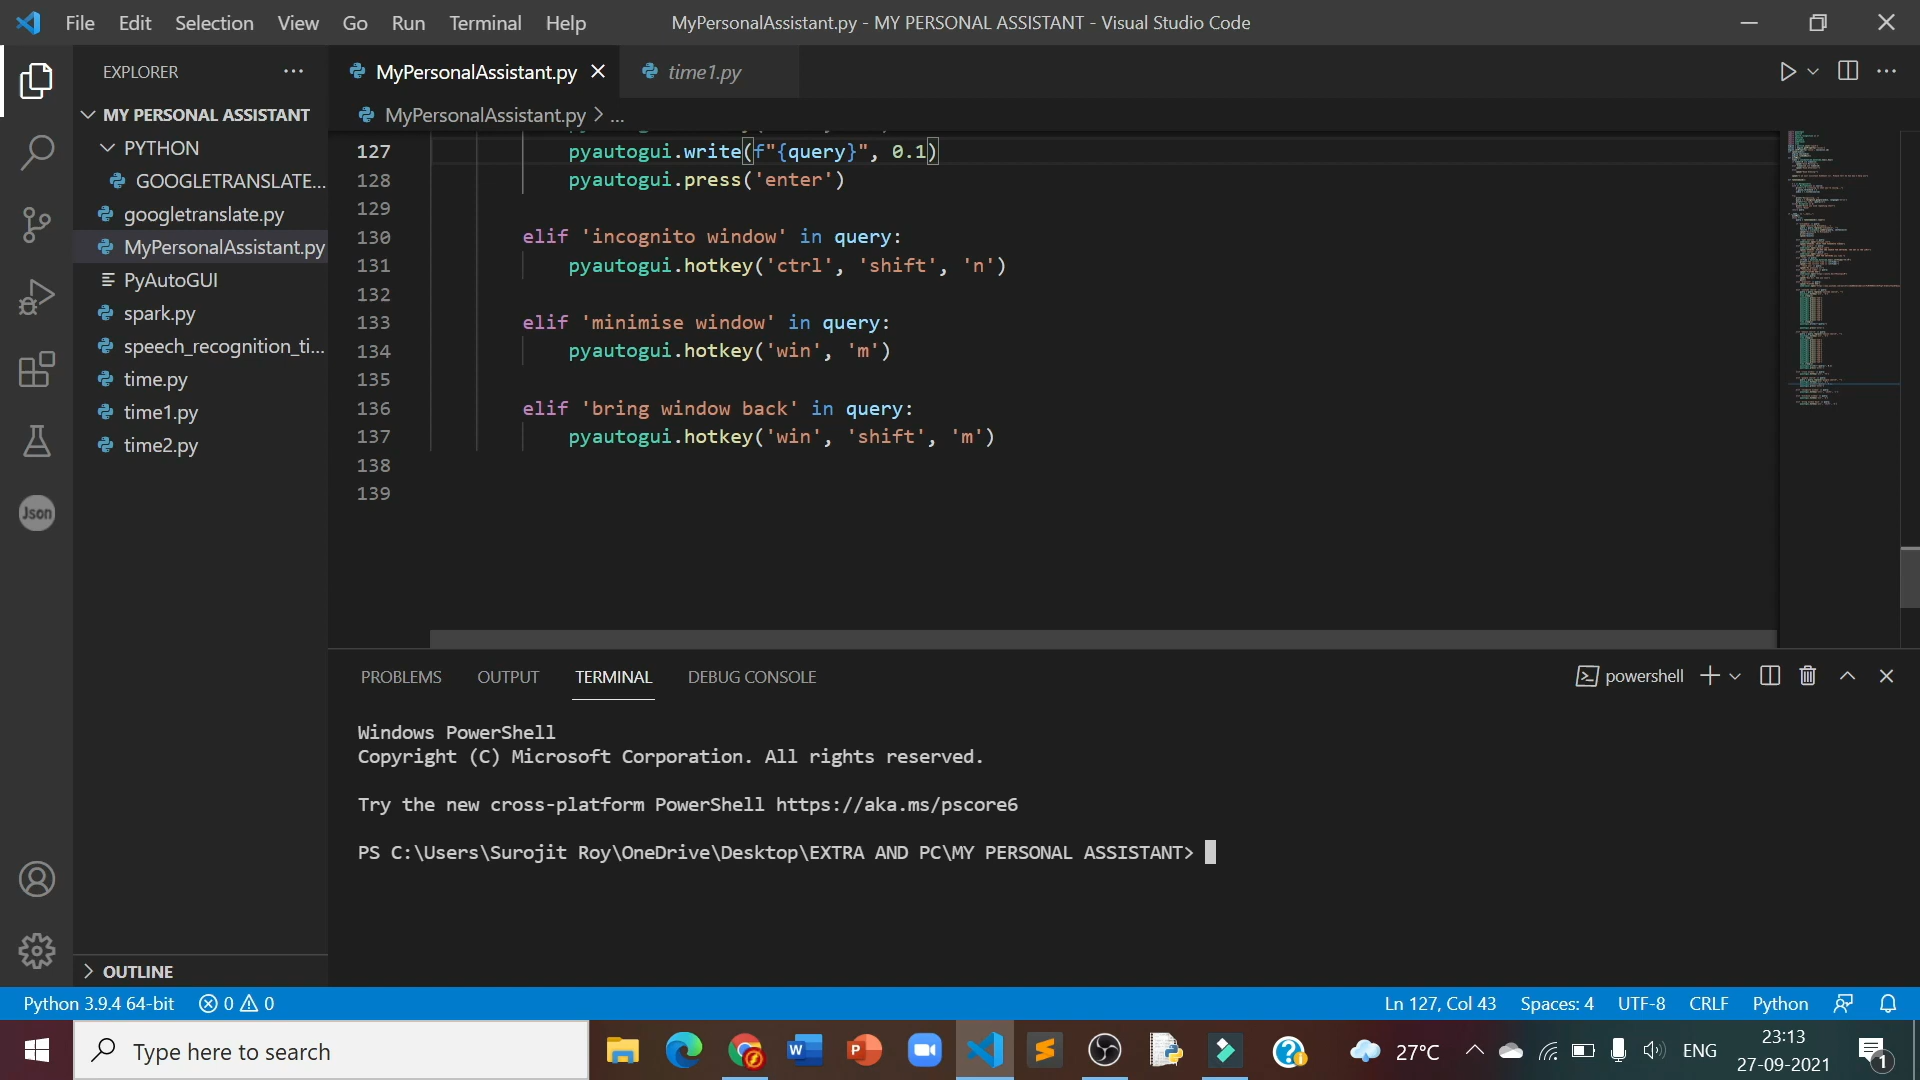 File Edit Selection View Go Run Terminal Help MyPersonalAssistant.py - MY PERSONAL ASSISTANT - Visual Studio Code
EXPLORER
MyPersonalAssistant.py time1.py
MY PERSONAL ASSISTANT
MyPersonalAssistant.py > ...
PYTHON
GOOGLETRANSLATE...
googletranslate.py
MyPersonalAssistant.py
PyAutoGUI
spark.py
speech_recognition_ti...
time.py
time1.py
time2.py
Json
OUTLINE
127 pyautogui.write(f"{query}", 0.1)
128 pyautogui.press('enter')
129
130 elif 'incognito window' in query:
131 pyautogui.hotkey('ctrl', 'shift', 'n')
132
133 elif 'minimise window' in query:
134 pyautogui.hotkey('win', 'm')
135
136 elif 'bring window back' in query:
137 pyautogui.hotkey('win', 'shift', 'm')
138
139
PROBLEMS OUTPUT TERMINAL DEBUG CONSOLE powershell
Windows PowerShell
Copyright (C) Microsoft Corporation. All rights reserved.
Try the new cross-platform PowerShell https://aka.ms/pscore6
PS C:\Users\Surojit Roy\OneDrive\Desktop\EXTRA AND PC\MY PERSONAL ASSISTANT>
Python 3.9.4 64-bit 0 0 Ln 127, Col 43 Spaces: 4 UTF-8 CRLF Python
Type here to search 27°C ENG 23:13
27-09-2021 1